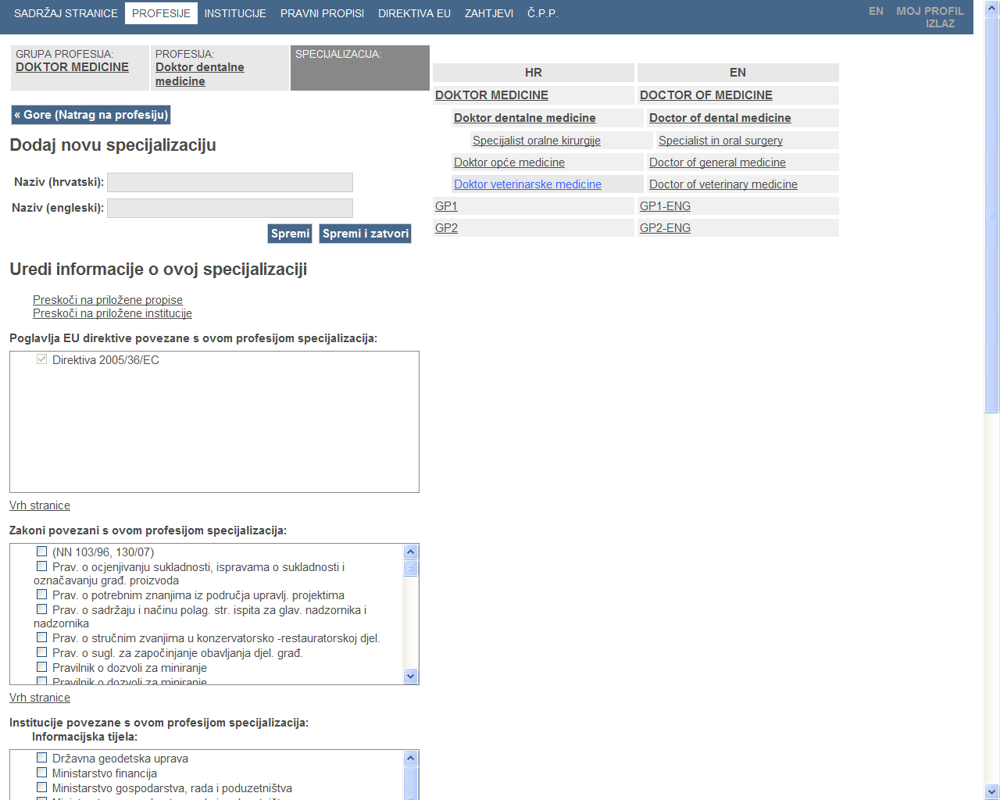 SADRŽAJ STRANICE PROFESIJE INSTITUCIJE PRAVNI PROPISI DIREKTIVA EU ZAHTJEVI Č.P.P. EN MOJ PROFIL
IZLAZ
GRUPA PROFESIJA:
DOKTOR MEDICINE
PROFESIJA:
Doktor dentalne
medicine
SPECIJALIZACIJA:
« Gore (Natrag na profesiju)
Dodaj novu specijalizaciju
Naziv (hrvatski):
Naziv (engleski):
Spremi Spremi i zatvori
HR EN
DOKTOR MEDICINE DOCTOR OF MEDICINE
Doktor dentalne medicine Doctor of dental medicine
Specijalist oralne kirurgije Specialist in oral surgery
Doktor opće medicine Doctor of general medicine
Doktor veterinarske medicine Doctor of veterinary medicine
GP1 GP1-ENG
GP2 GP2-ENG
Uredi informacije o ovoj specijalizaciji
Preskoči na priložene propise
Preskoči na priložene institucije
Poglavlja EU direktive povezane s ovom profesijom specijalizacija:
Direktiva 2005/36/EC
Vrh stranice
Zakoni povezani s ovom profesijom specijalizacija:
(NN 103/96, 130/07)
Prav. o ocjenjivanju sukladnosti, ispravama o sukladnosti i
označavanju građ. proizvoda
Prav. o potrebnim znanjima iz područja upravlj. projektima
Prav. o sadržaju i načinu polag. str. ispita za glav. nadzornika i
nadzornika
Prav. o stručnim zvanjima u konzervatorsko -restauratorskoj djel.
Prav. o sugl. za započinjanje obavljanja djel. građ.
Pravilnik o dozvoli za miniranje
Pravilnik o dozvoli za miniranje
Vrh stranice
Institucije povezane s ovom profesijom specijalizacija:
Informacijska tijela:
Državna geodetska uprava
Ministarstvo financija
Ministarstvo gospodarstva, rada i poduzetništva